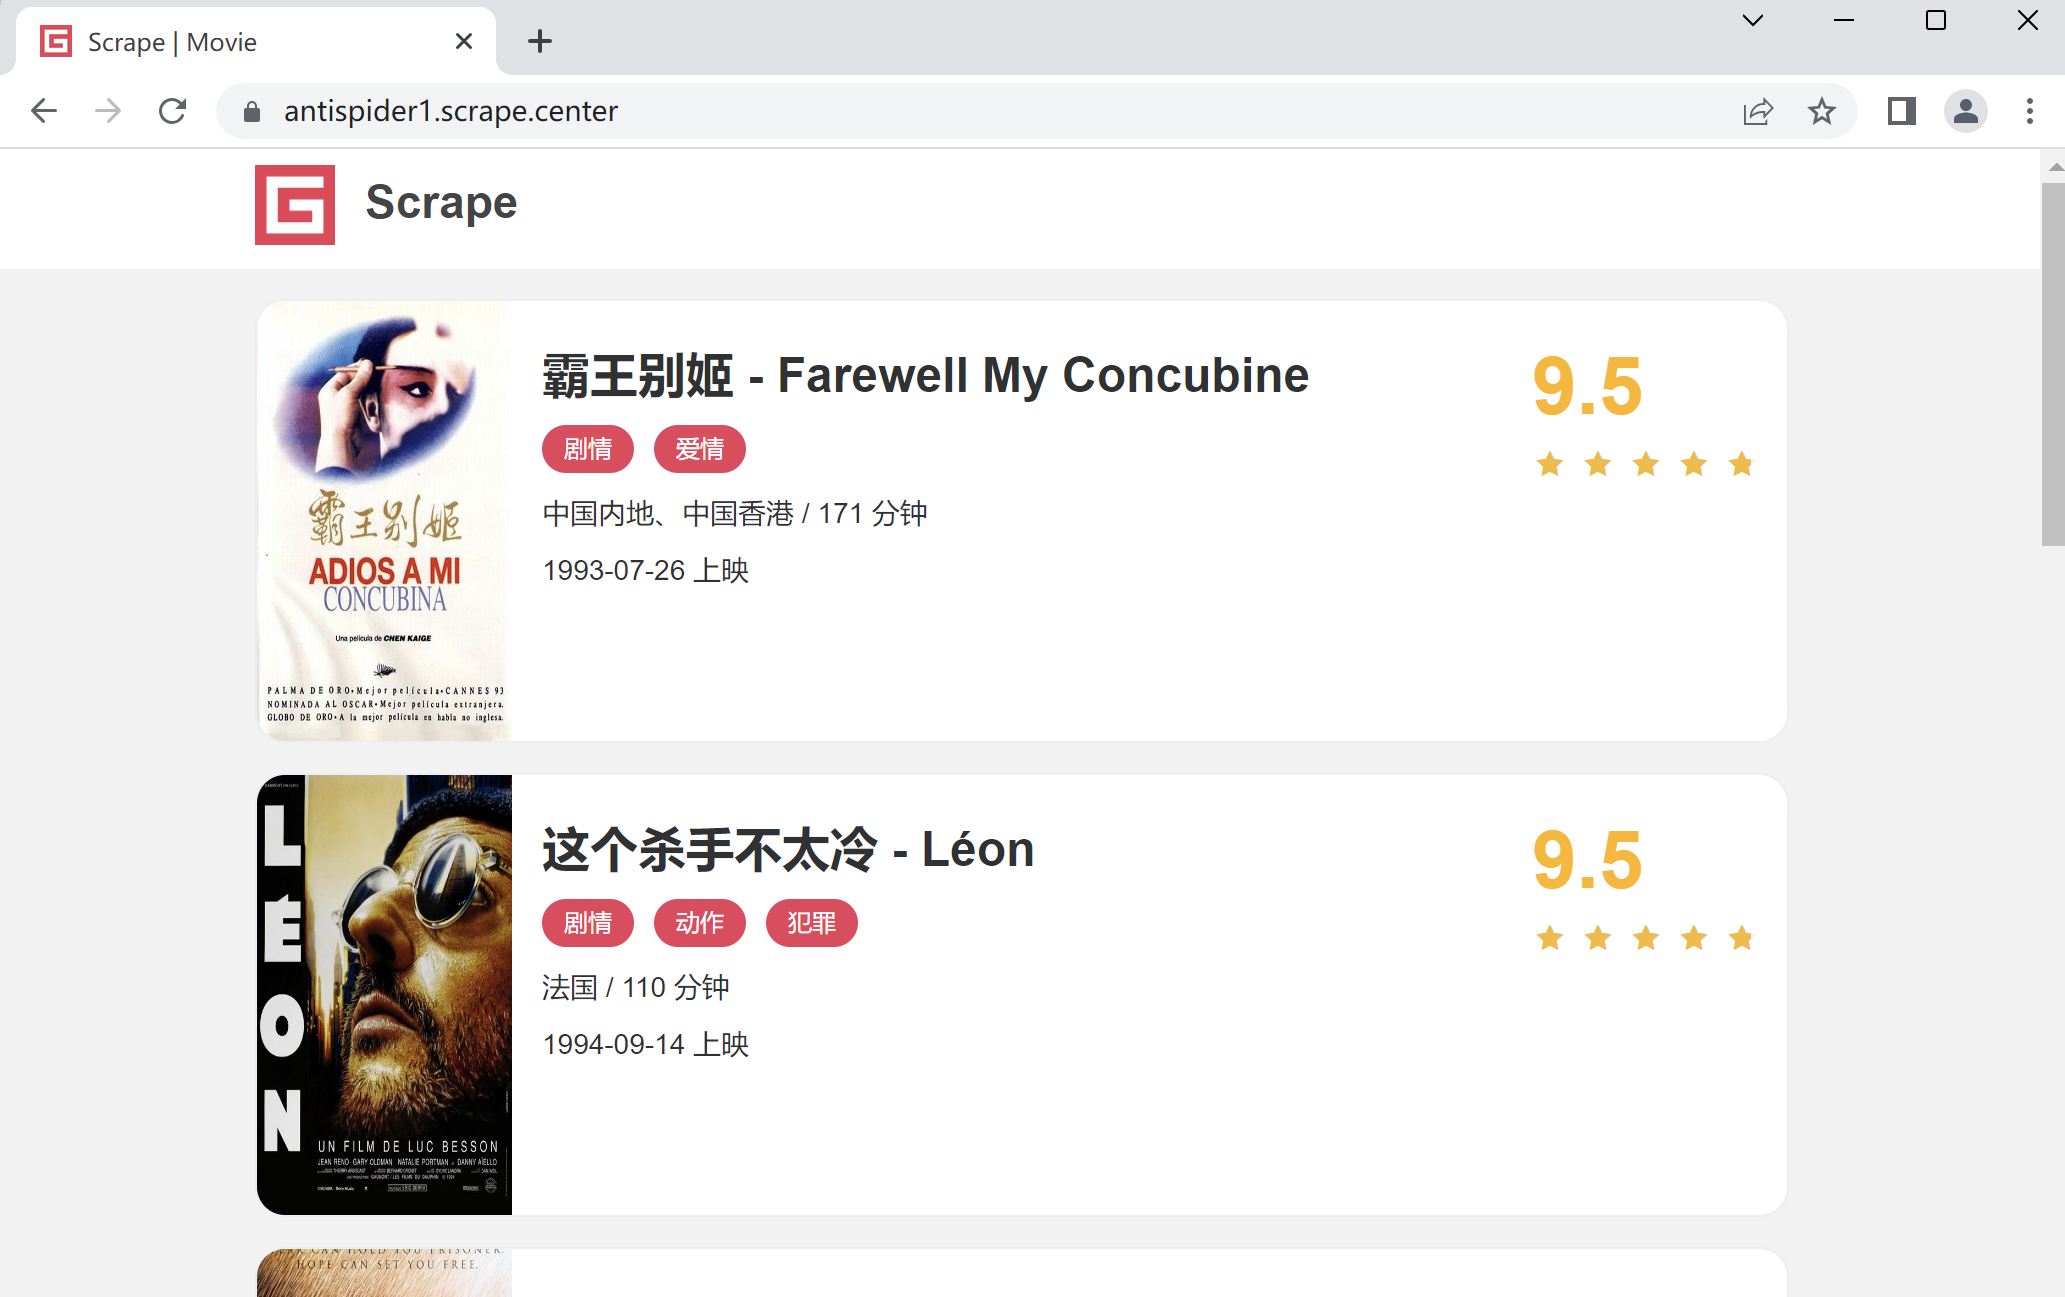 Scrape | Movie
antispider1.scrape.center
Scrape
霸王别姬 - Farewell My Concubine
9.5
剧情 爱情
中国内地、中国香港 / 171 分钟
1993-07-26 上映
霸王别姬
ADIOS A MI
CONCUBINA
Una película de CHEN KAIGE
PALMA DE ORO•Mejor película•CANNES 93
NOMINADA AL OSCAR•Mejor película extranjera.
GLOBO DE ORO•A la mejor película en habla no inglesa.
这个杀手不太冷 - Léon
9.5
剧情 动作 犯罪
法国 / 110 分钟
1994-09-14 上映
LÉON
UN FILM DE LUC BESSON
JEAN RENO GARY OLDMAN NATALIE PORTMAN & DANNY AIELLO
CAN HOLD YOU PRISONER.
HOPE CAN SET YOU FREE.